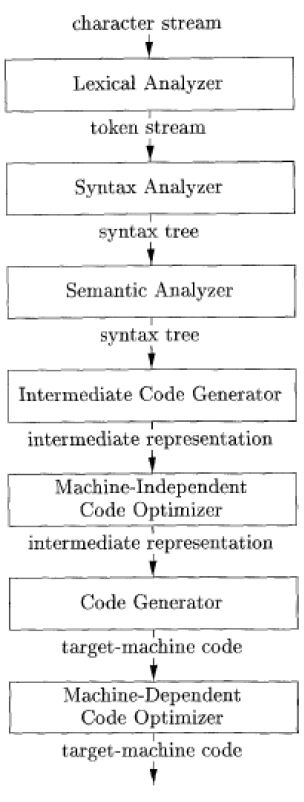 character stream
Lexical Analyzer
token stream
Syntax Analyzer
syntax tree
Semantic Analyzer
syntax tree
Intermediate Code Generator
intermediate representation
Machine-Independent
Code Optimizer
intermediate representation
Code Generator
target-machine code
Machine-Dependent
Code Optimizer
target-machine code